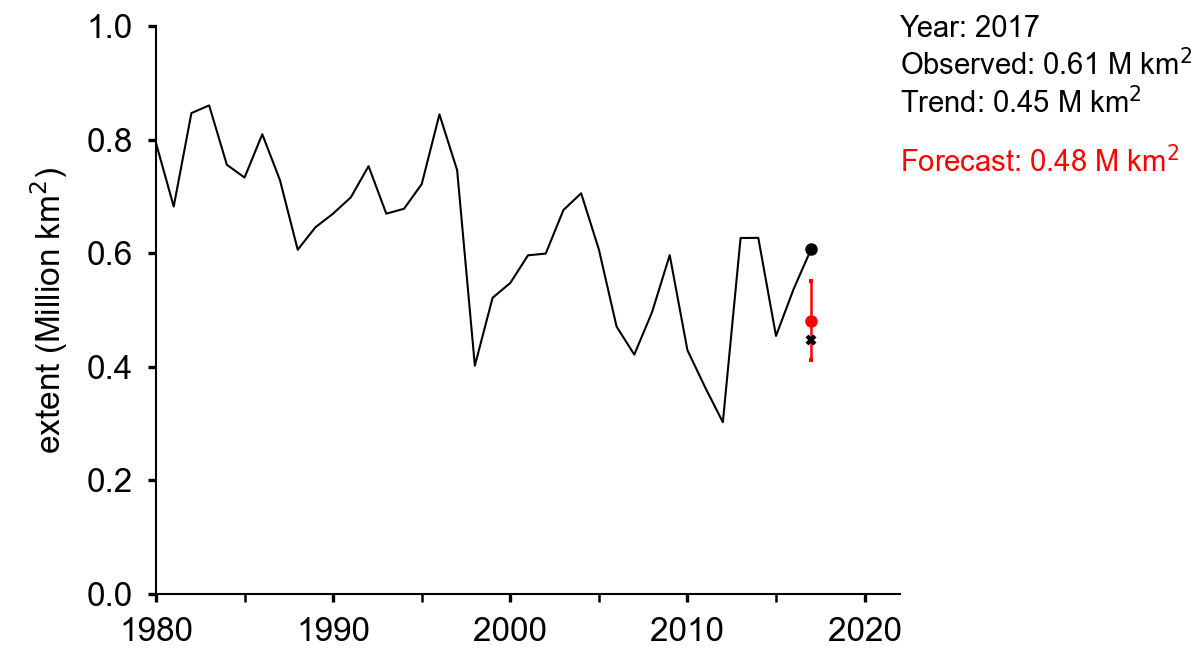 1.0
0.8
0.6
0.4
0.2
0.0
extent (Million km²)
1980 1990 2000 2010 2020
Year: 2017
Observed: 0.61 M km²
Trend: 0.45 M km²
Forecast: 0.48 M km²